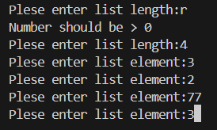 Plese enter list length:r
Number should be > 0
Plese enter list length:4
Plese enter list element:3
Plese enter list element:2
Plese enter list element:77
Plese enter list element:3